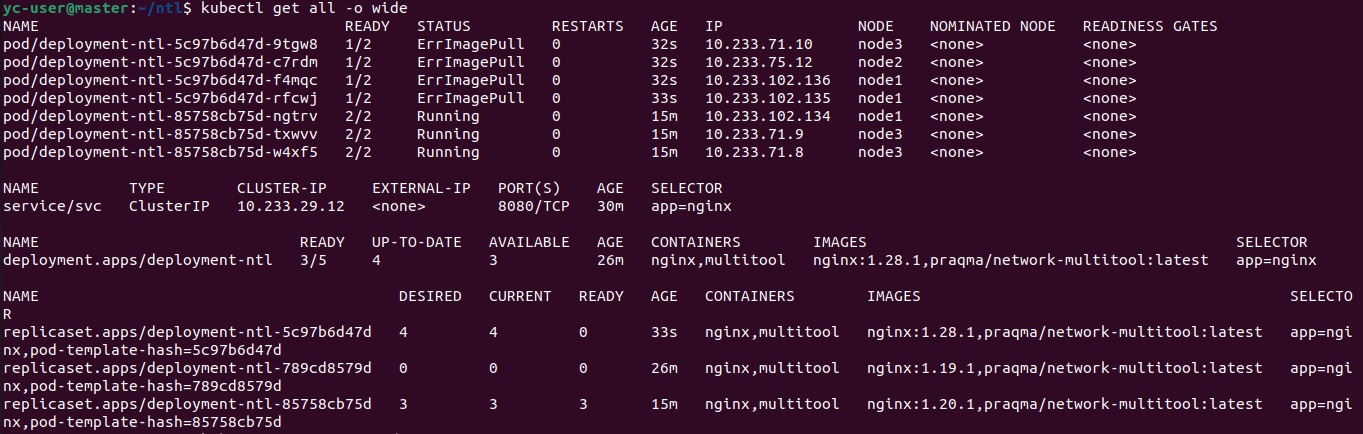 yc-user@master:~/ntl$ kubectl get all -o wide
NAME                                  READY   STATUS         RESTARTS   AGE   IP               NODE    NOMINATED NODE   READINESS GATES
pod/deployment-ntl-5c97b6d47d-9tgw8   1/2     ErrImagePull   0          32s   10.233.71.10     node3   <none>           <none>
pod/deployment-ntl-5c97b6d47d-c7rdm   1/2     ErrImagePull   0          32s   10.233.75.12     node2   <none>           <none>
pod/deployment-ntl-5c97b6d47d-f4mqc   1/2     ErrImagePull   0          32s   10.233.102.136   node1   <none>           <none>
pod/deployment-ntl-5c97b6d47d-rfcwj   1/2     ErrImagePull   0          33s   10.233.102.135   node1   <none>           <none>
pod/deployment-ntl-85758cb75d-ngtrv   2/2     Running        0          15m   10.233.102.134   node1   <none>           <none>
pod/deployment-ntl-85758cb75d-txwvv   2/2     Running        0          15m   10.233.71.9      node3   <none>           <none>
pod/deployment-ntl-85758cb75d-w4xf5   2/2     Running        0          15m   10.233.71.8      node3   <none>           <none>
NAME          TYPE        CLUSTER-IP     EXTERNAL-IP   PORT(S)    AGE   SELECTOR
service/svc   ClusterIP   10.233.29.12   <none>        8080/TCP   30m   app=nginx
NAME                             READY   UP-TO-DATE   AVAILABLE   AGE   CONTAINERS        IMAGES                                         SELECTOR
deployment.apps/deployment-ntl   3/5     4            3           26m   nginx,multitool   nginx:1.28.1,praqma/network-multitool:latest   app=nginx
NAME                                        DESIRED   CURRENT   READY   AGE   CONTAINERS        IMAGES                                         SELECTO
R
replicaset.apps/deployment-ntl-5c97b6d47d   4         4         0       33s   nginx,multitool   nginx:1.28.1,praqma/network-multitool:latest   app=ngi
nx,pod-template-hash=5c97b6d47d
replicaset.apps/deployment-ntl-789cd8579d   0         0         0       26m   nginx,multitool   nginx:1.19.1,praqma/network-multitool:latest   app=ngi
nx,pod-template-hash=789cd8579d
replicaset.apps/deployment-ntl-85758cb75d   3         3         3       15m   nginx,multitool   nginx:1.20.1,praqma/network-multitool:latest   app=ngi
nx,pod-template-hash=85758cb75d